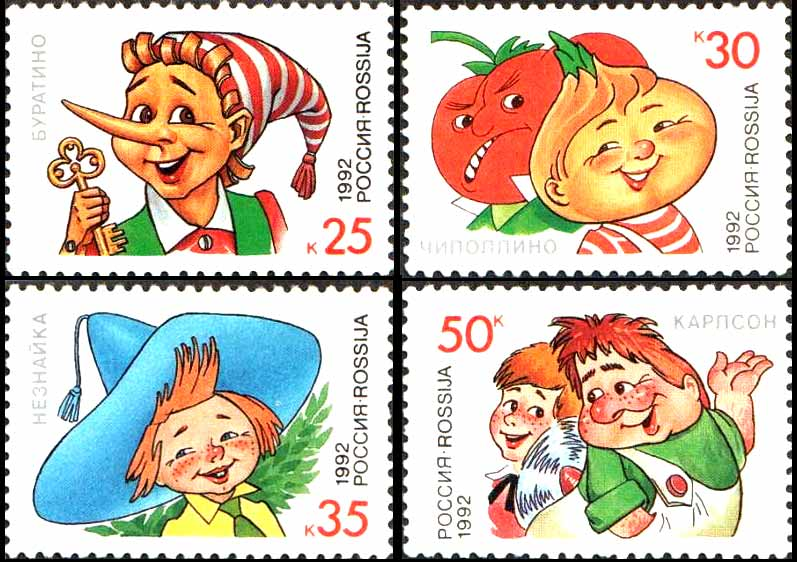 БУРАТИНО
1992
РОССИЯ·ROSSIJA
к 25
к 30
1992
РОССИЯ·ROSSIJA
ЧИПОЛЛИНО
НЕЗНАЙКА
1992
РОССИЯ·ROSSIJA
к 35
50 к
КАРЛСОН
РОССИЯ·ROSSIJA
1992